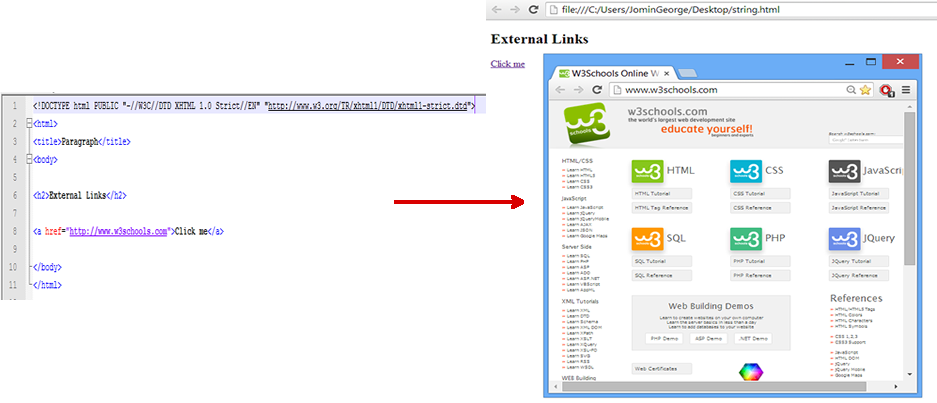 1 <!DOCTYPE html PUBLIC "-//W3C//DTD XHTML 1.0 Strict//EN" "http://www.w3.org/TR/xhtml1/DTD/xhtml1-strict.dtd">
2 <html>
3 <title>Paragraph</title>
4 <body>
5
6 <h2>External Links</h2>
7
8 <a href="http://www.w3schools.com">Click me</a>
9
10 </body>
11 </html>
file:///C:/Users/JominGeorge/Desktop/string.html
External Links
Click me
W3Schools Online W
www.w3schools.com
w3schools.com
the world's largest web development site
educate yourself!
beginners and experts
Search w3schools.com:
HTML/CSS
Learn HTML
Learn HTML5
Learn CSS
Learn CSS3
JavaScript
Learn JavaScript
Learn jQuery
Learn jQueryMobile
Learn AJAX
Learn JSON
Learn Google Maps
Server Side
Learn SQL
Learn PHP
Learn ASP
Learn ADO
Learn ASP.NET
Learn VBScript
Learn AppML
XML Tutorials
Learn XML
Learn DTD
Learn Schema
Learn XML DOM
Learn XPath
Learn XSLT
Learn XQuery
Learn XSL-FO
Learn SVG
Learn RSS
Learn WSDL
WEB Building
w3 HTML
HTML Tutorial
HTML Tag Reference
w3 CSS
CSS Tutorial
CSS Reference
w3 JavaScri
JavaScript Tutorial
JavaScript Reference
w3 SQL
SQL Tutorial
SQL Reference
w3 PHP
PHP Tutorial
PHP Reference
w3 JQuery
JQuery Tutorial
JQuery Reference
Web Building Demos
Learn to create websites on your own computer
Learn the server basics in less than a day
Learn to add databases to your website
PHP Demo
ASP Demo
.NET Demo
Web Certificates
References
HTML/HTML5 Tags
HTML Colors
HTML Characters
HTML Symbols
CSS 1,2,3
CSS3 Support
JavaScript
HTML DOM
jQuery
jQuery Mobile
Google Maps